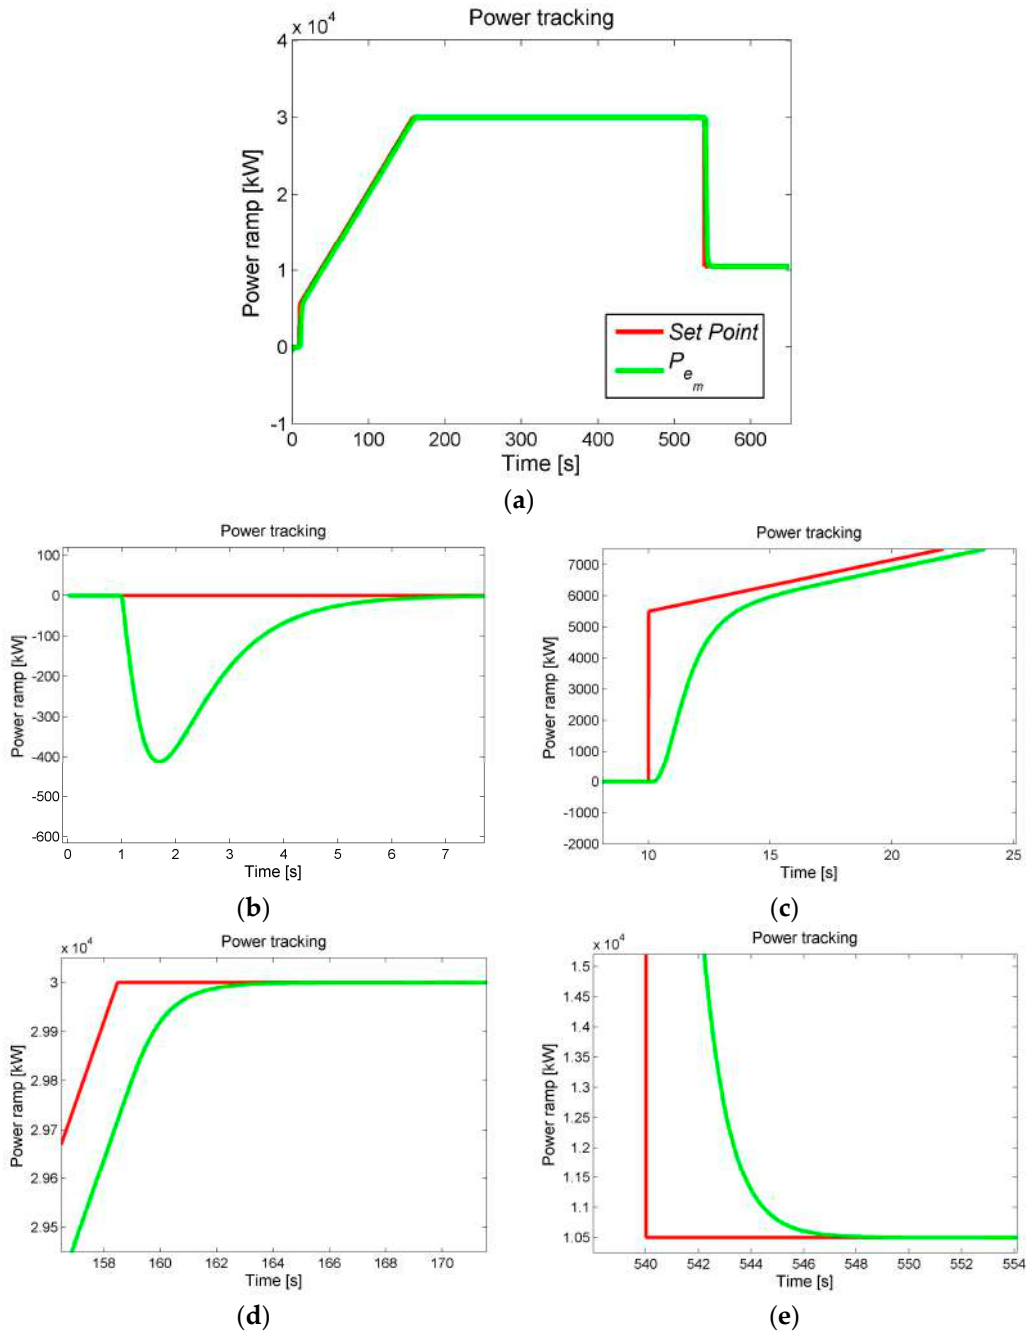 Power tracking
x 10^4
4
3
2
1
0
-1
Power ramp [kW]
Set Point
P_e_m
0 100 200 300 400 500 600
Time [s]
(a)
Power tracking
100
0
-100
-200
-300
-400
-500
-600
Power ramp [kW]
0 1 2 3 4 5 6 7
Time [s]
(b)
Power tracking
7000
6000
5000
4000
3000
2000
1000
0
-1000
-2000
Power ramp [kW]
10 15 20 25
Time [s]
(c)
Power tracking
x 10^4
3
2.99
2.98
2.97
2.96
2.95
Power ramp [kW]
158 160 162 164 166 168 170
Time [s]
(d)
Power tracking
x 10^4
1.5
1.45
1.4
1.35
1.3
1.25
1.2
1.15
1.1
1.05
Power ramp [kW]
540 542 544 546 548 550 552 554
Time [s]
(e)